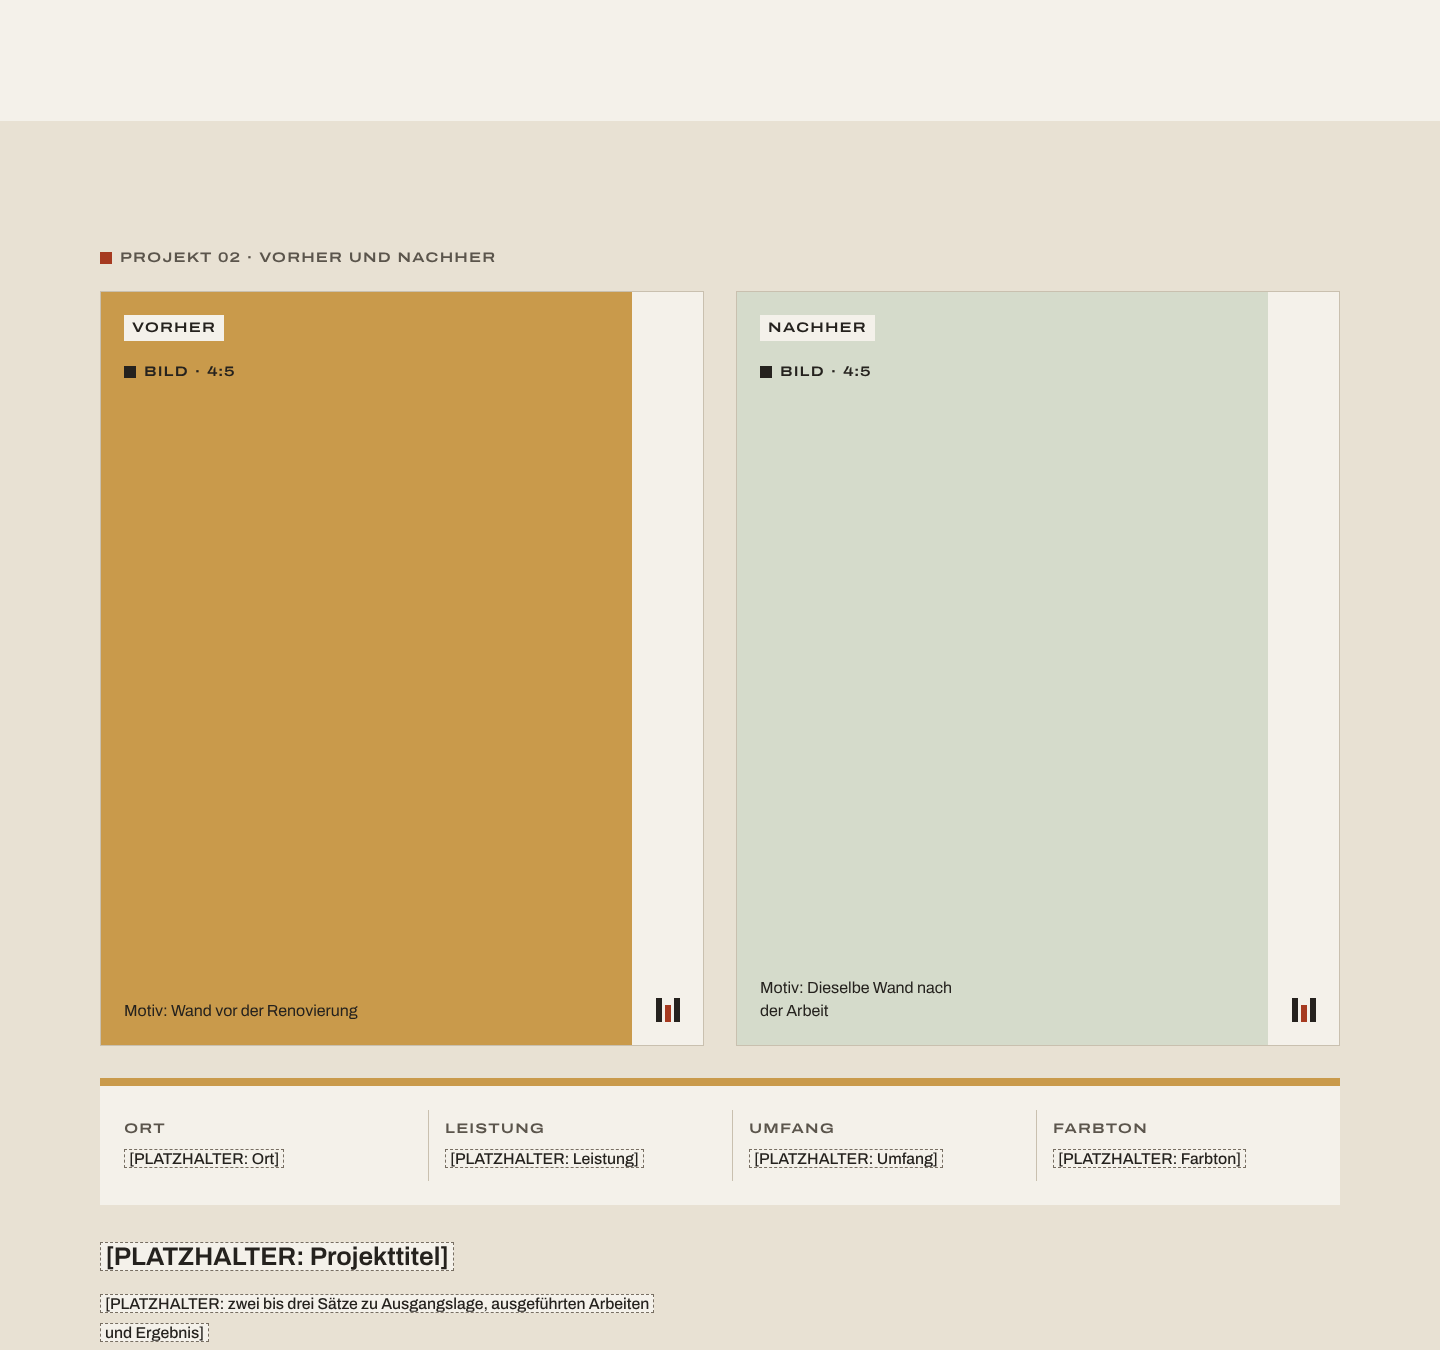 PROJEKT 02 · VORHER UND NACHHER
VORHER
BILD · 4:5
Motiv: Wand vor der Renovierung
NACHHER
BILD · 4:5
Motiv: Dieselbe Wand nach
der Arbeit
ORT
[PLATZHALTER: Ort]
LEISTUNG
[PLATZHALTER: Leistung]
UMFANG
[PLATZHALTER: Umfang]
FARBTON
[PLATZHALTER: Farbton]
[PLATZHALTER: Projekttitel]
[PLATZHALTER: zwei bis drei Sätze zu Ausgangslage, ausgeführten Arbeiten
und Ergebnis]